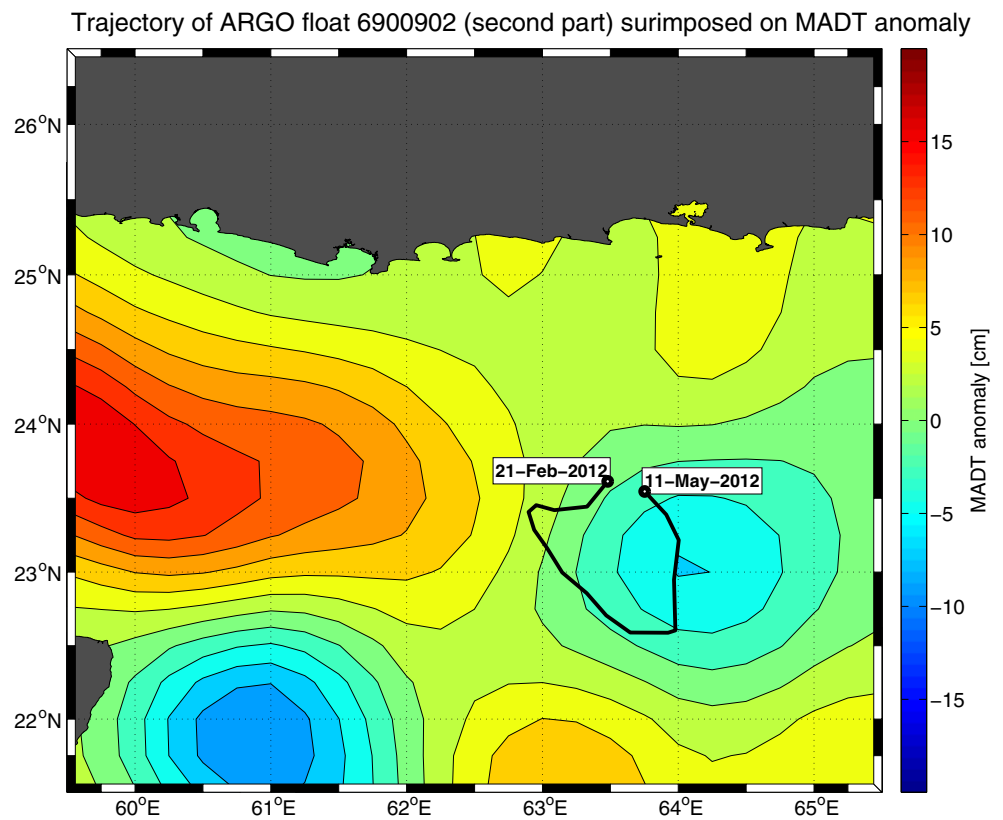 Trajectory of ARGO float 6900902 (second part) surimposed on MADT anomaly
26°N
25°N
24°N
23°N
22°N
60°E
61°E
62°E
63°E
64°E
65°E
21−Feb−2012
11−May−2012
15
10
5
0
−5
−10
−15
MADT anomaly [cm]